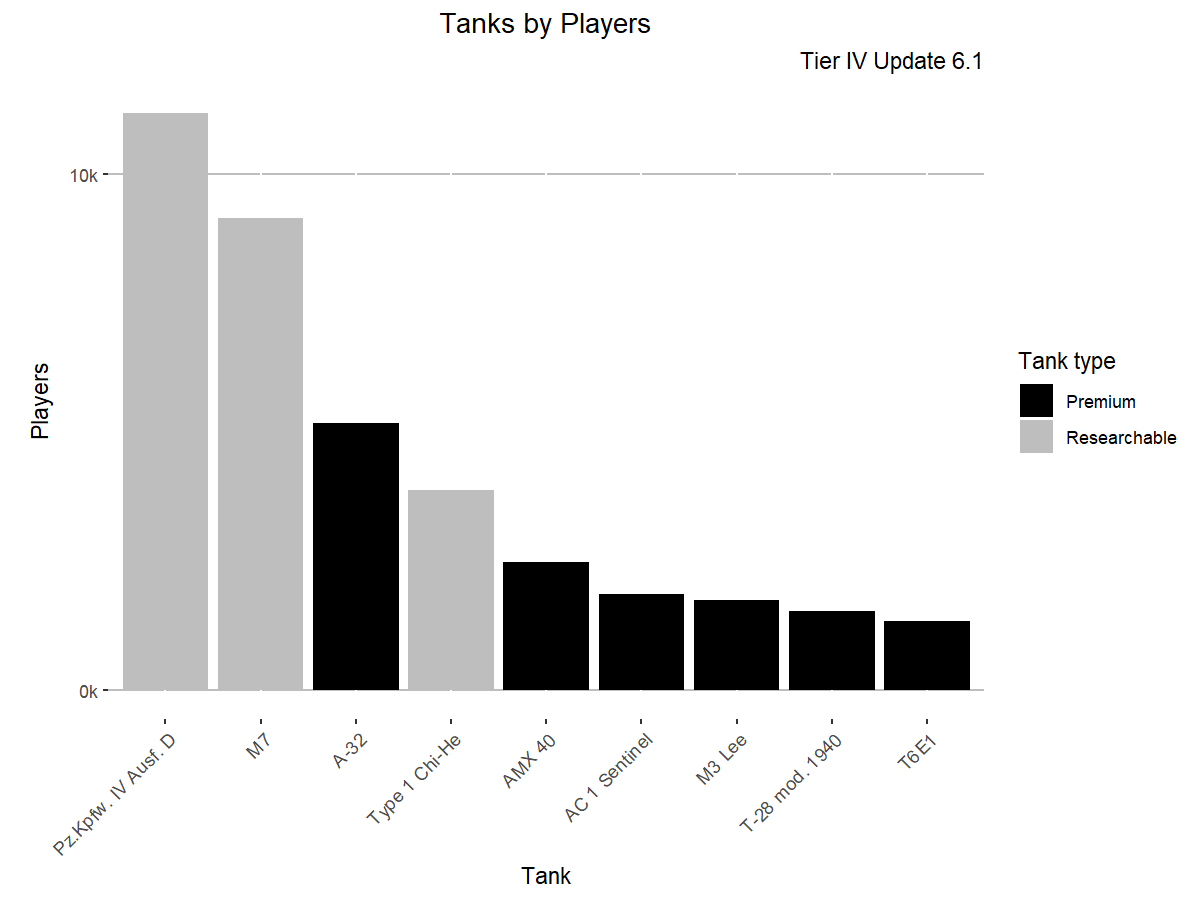 Tanks by Players
Tier IV Update 6.1
10k
0k
Players
Pz.Kpfw. IV Ausf. D
M7
A-32
Type 1 Chi-He
AMX 40
AC 1 Sentinel
M3 Lee
T-28 mod. 1940
T6E1
Tank
Tank type
Premium
Researchable